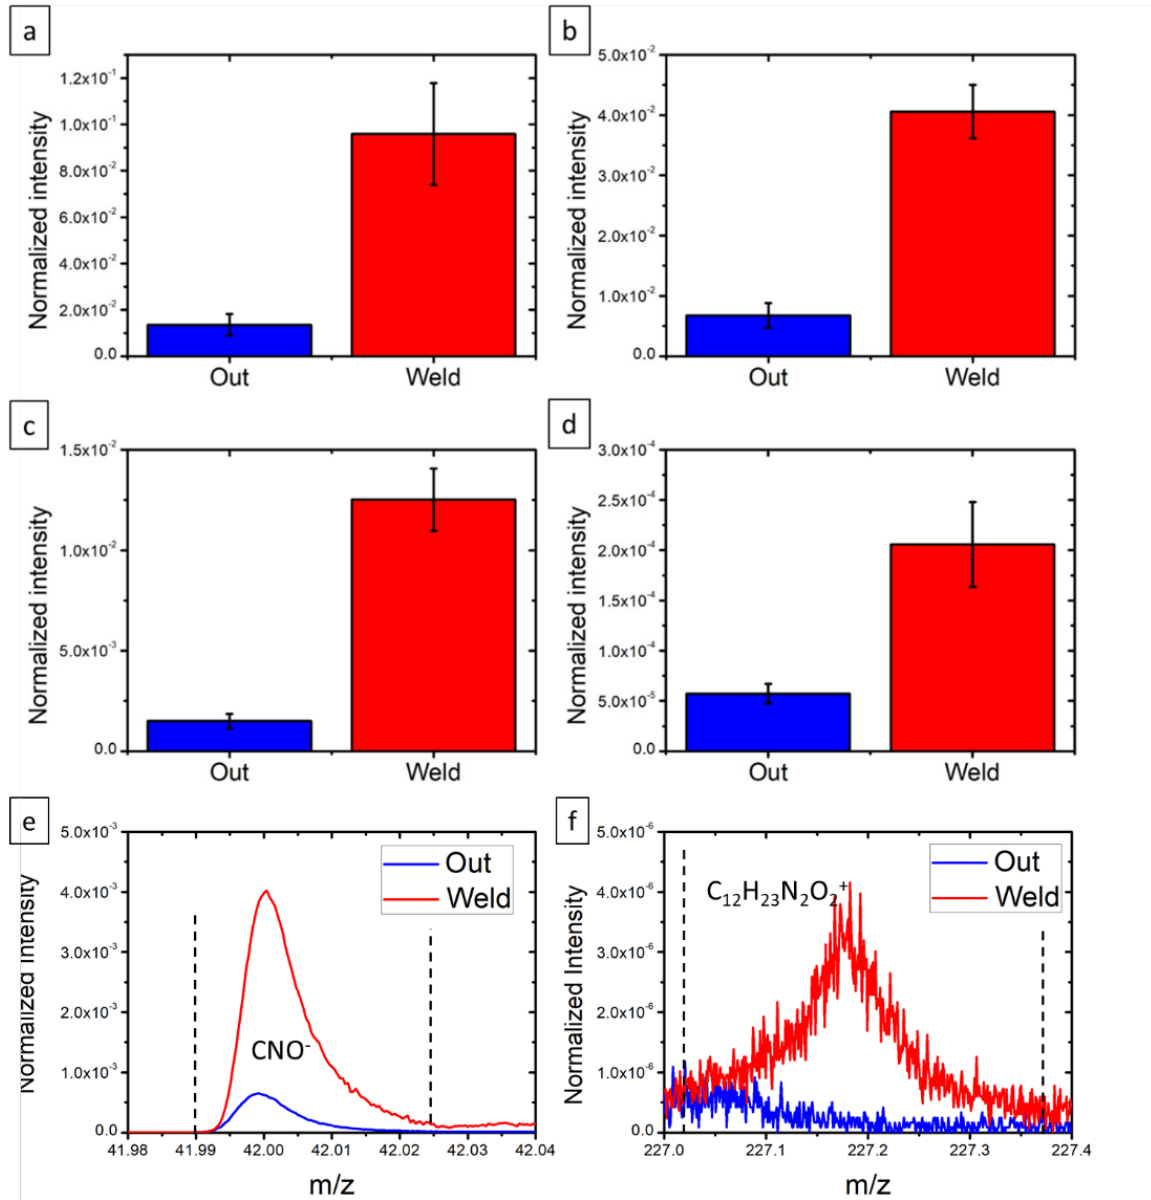 a
b
Normalized intensity
1.2x10⁻¹
1.0x10⁻¹
8.0x10⁻²
6.0x10⁻²
4.0x10⁻²
2.0x10⁻²
0.0
Out
Weld
Normalized intensity
5.0x10⁻²
4.0x10⁻²
3.0x10⁻²
2.0x10⁻²
1.0x10⁻²
0.0
Out
Weld
c
d
Normalized intensity
1.5x10⁻²
1.0x10⁻²
5.0x10⁻³
0.0
Out
Weld
Normalized intensity
3.0x10⁻⁴
2.5x10⁻⁴
2.0x10⁻⁴
1.5x10⁻⁴
1.0x10⁻⁴
5.0x10⁻⁵
0.0
Out
Weld
e
f
Normalized Intensity
5.0x10⁻³
4.0x10⁻³
3.0x10⁻³
2.0x10⁻³
1.0x10⁻³
0.0
Out
Weld
CNO⁻
41.98 41.99 42.00 42.01 42.02 42.03 42.04
m/z
Normalized Intensity
5.0x10⁻⁶
4.0x10⁻⁶
3.0x10⁻⁶
2.0x10⁻⁶
1.0x10⁻⁶
0.0
C₁₂H₂₃N₂O₂⁺
Out
Weld
227.0 227.1 227.2 227.3 227.4
m/z